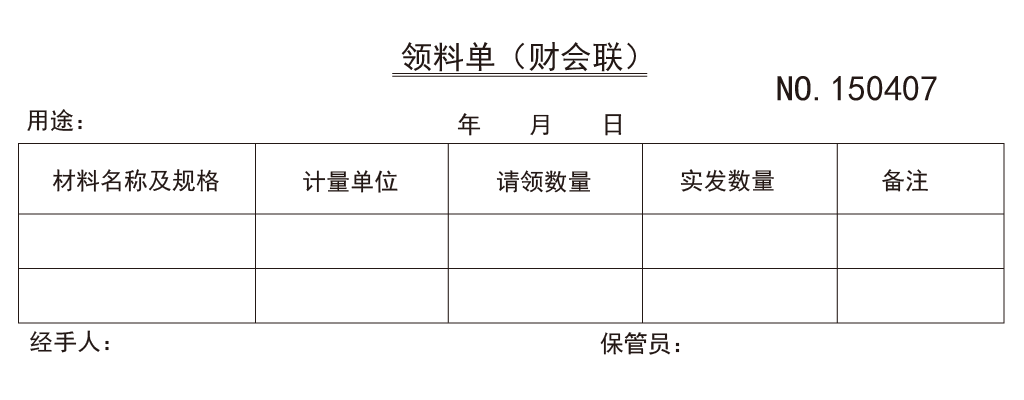 领料单（财会联）
NO.150407
用途：
年 月 日
材料名称及规格 计量单位 请领数量 实发数量 备注
经手人： 保管员：